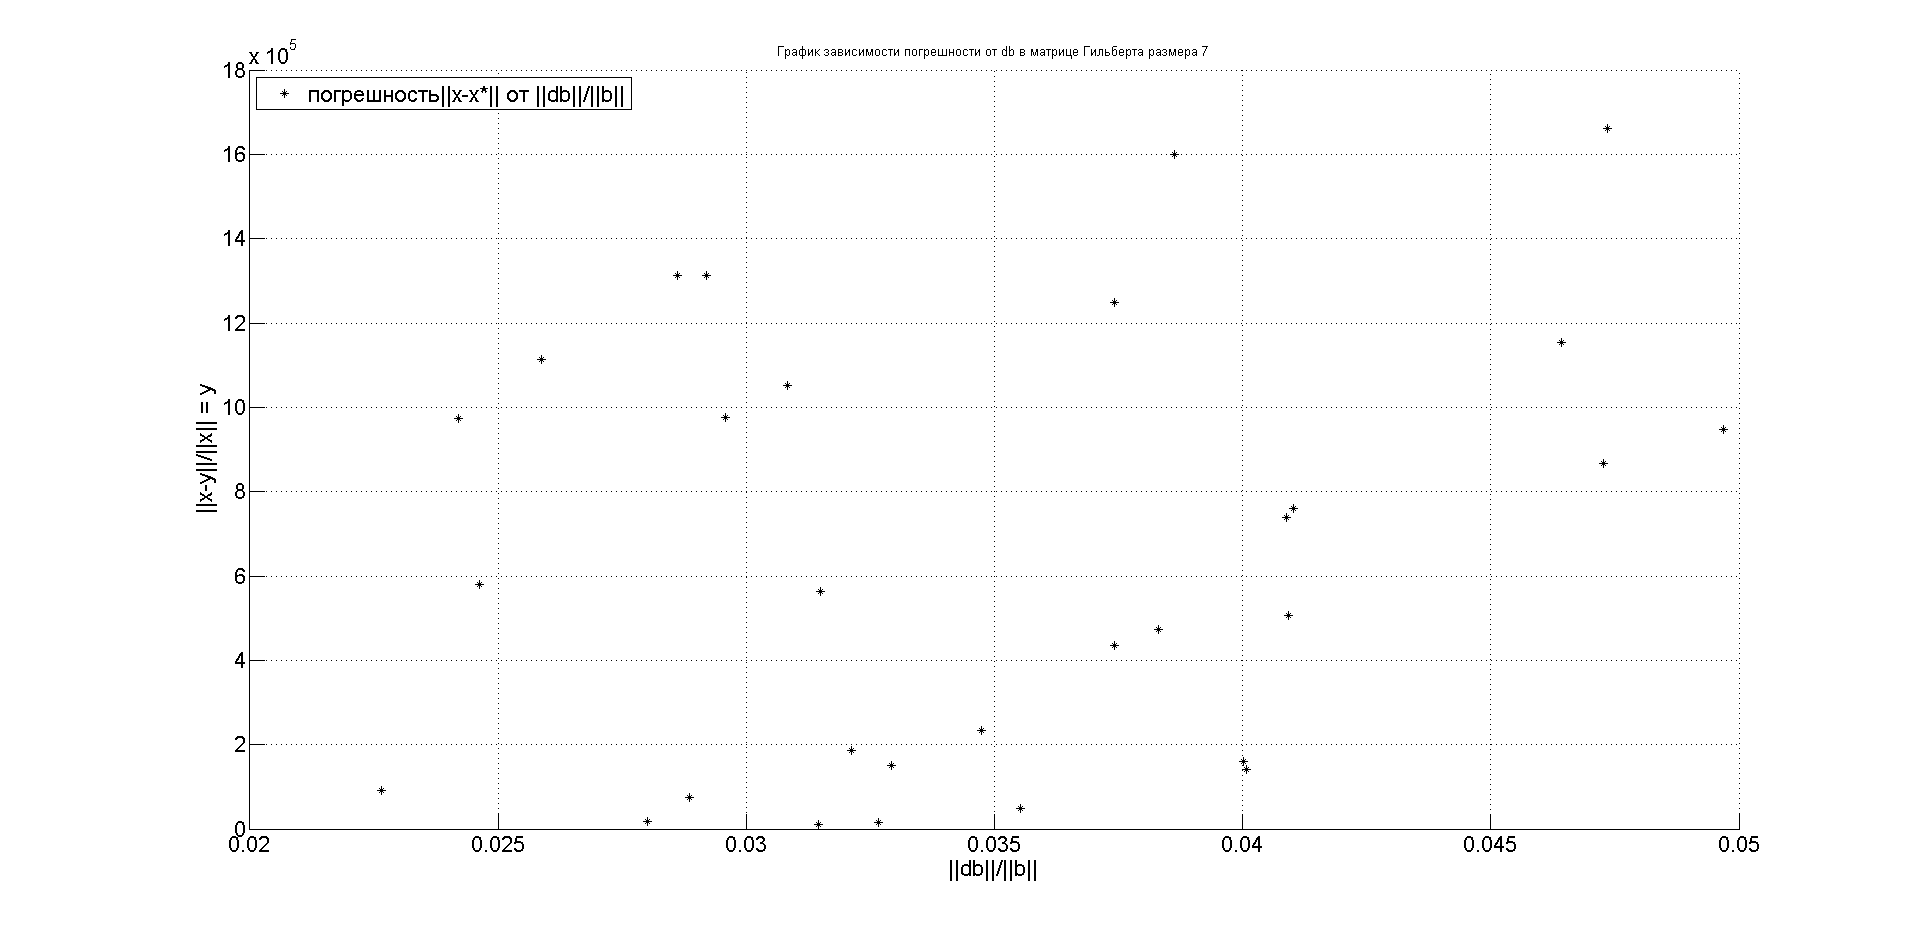 График зависимости погрешности от db в матрице Гильберта размера 7
x 10^5
погрешность||x-x*|| от ||db||/||b||
18
16
14
12
10
8
6
4
2
0
||x-y||/||x|| = y
0.02 0.025 0.03 0.035 0.04 0.045 0.05
||db||/||b||